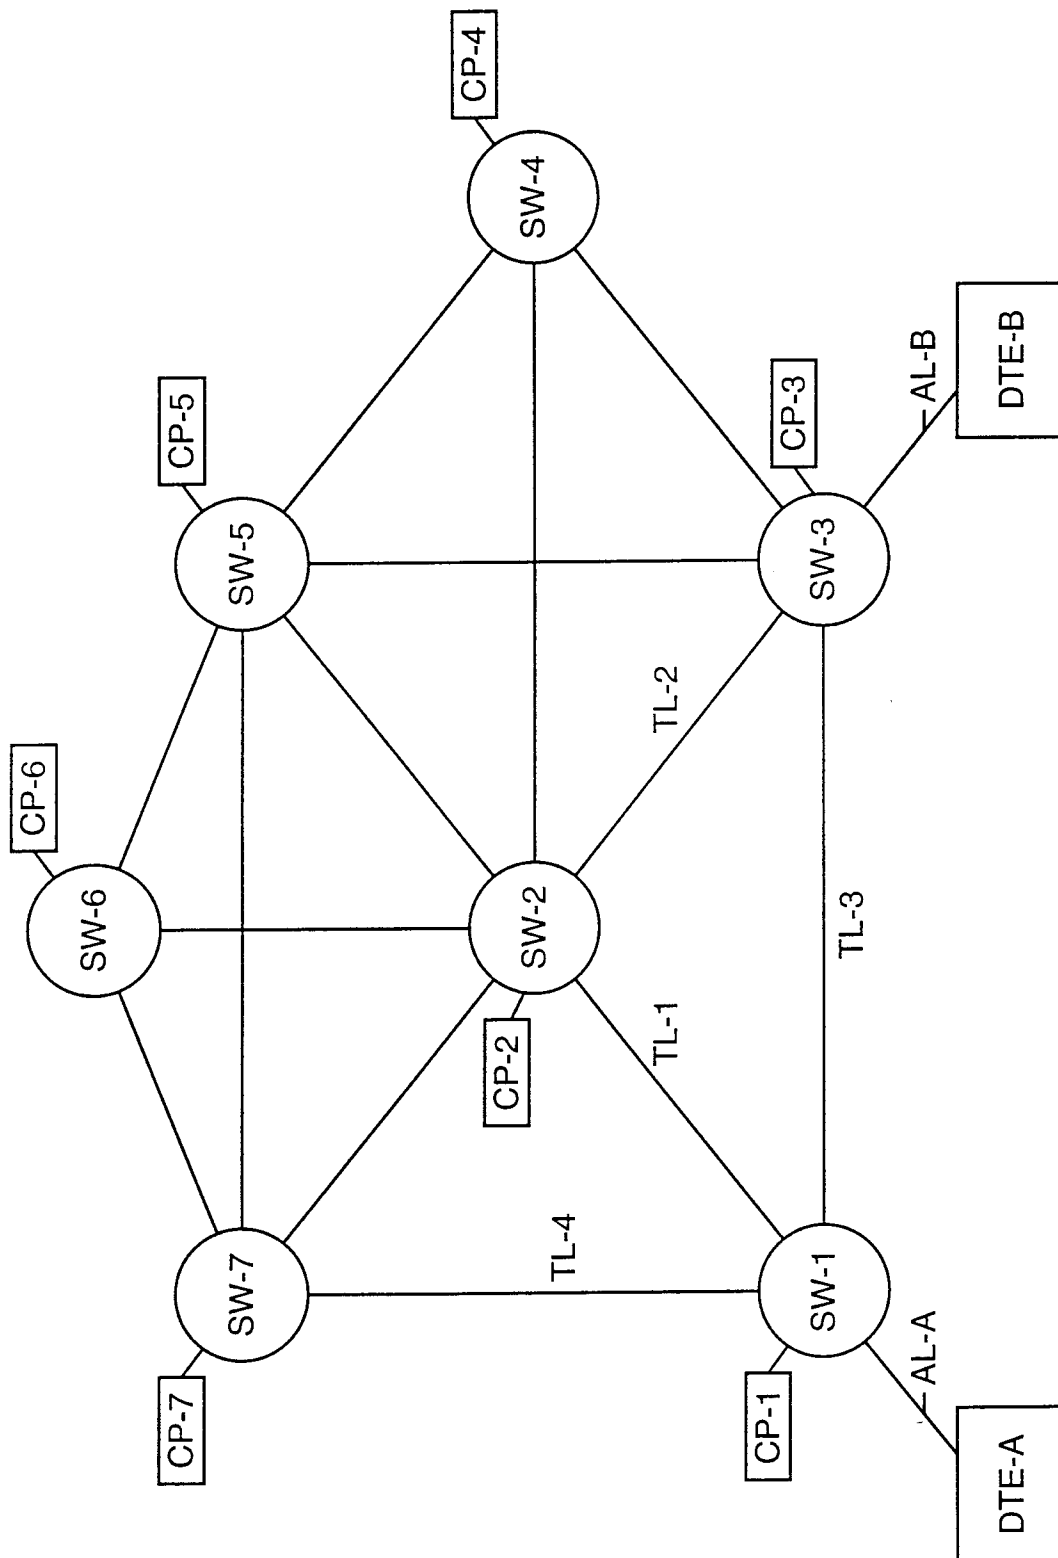 CP-4
SW-4
CP-5
SW-5
CP-3
SW-3
AL-B
DTE-B
CP-6
SW-6
TL-2
SW-2
CP-2
TL-1
TL-3
SW-7
CP-7
TL-4
SW-1
CP-1
AL-A
DTE-A